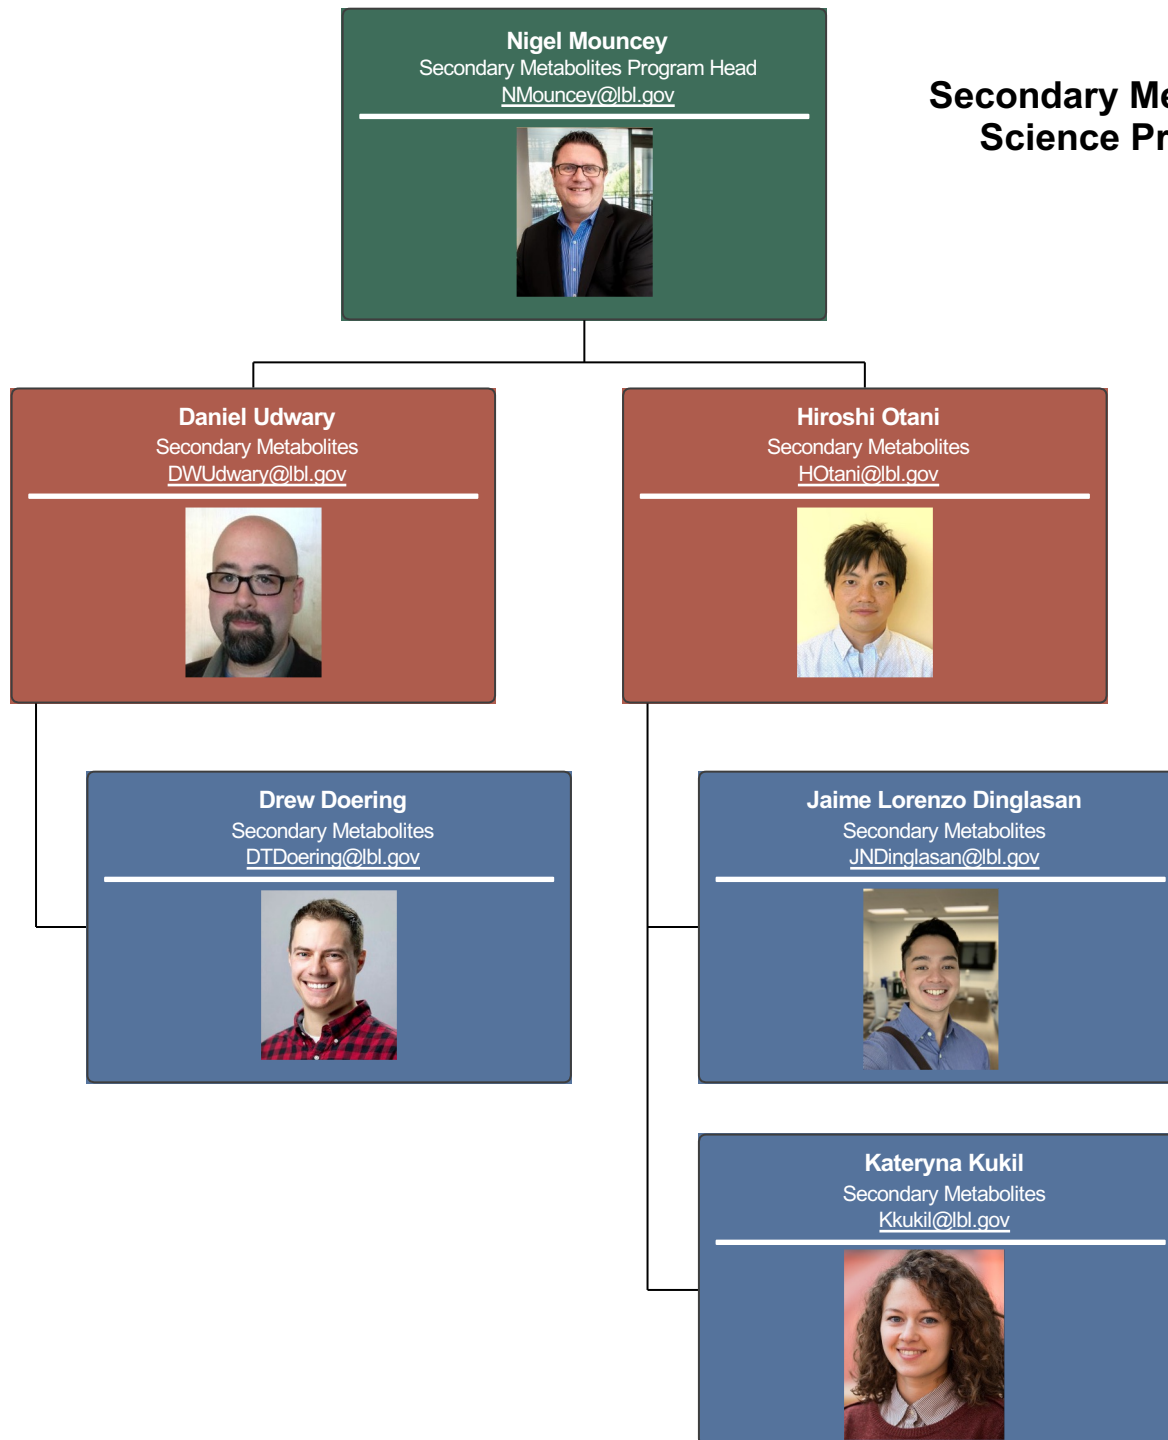 Nigel Mouncey
Secondary Metabolites Program Head
NMouncey@lbl.gov
Secondary Me
Science Pr
Daniel Udwary
Secondary Metabolites
DWUdwary@lbl.gov
Hiroshi Otani
Secondary Metabolites
HOtani@lbl.gov
Drew Doering
Secondary Metabolites
DTDoering@lbl.gov
Jaime Lorenzo Dinglasan
Secondary Metabolites
JNDinglasan@lbl.gov
Kateryna Kukil
Secondary Metabolites
Kkukil@lbl.gov